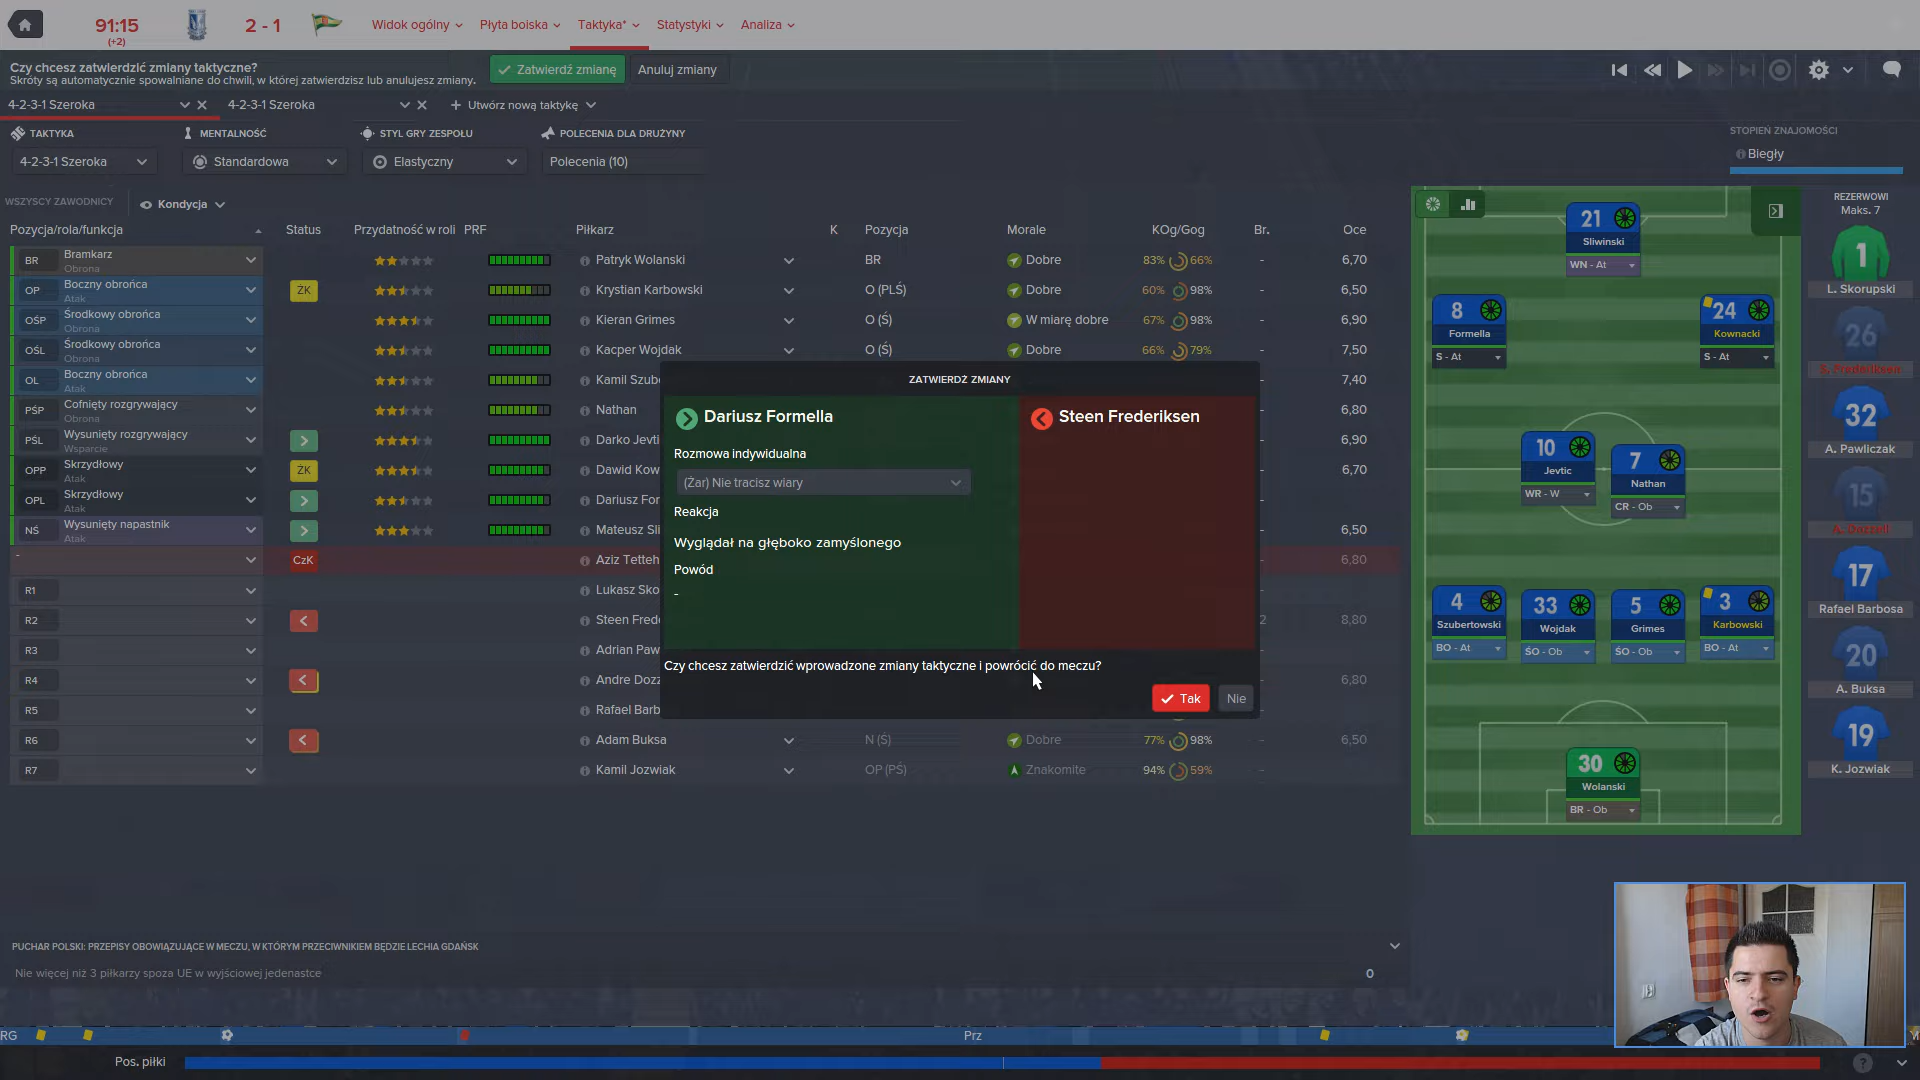 91:15
(+2)
2 - 1
Widok ogólny
Płyta boiska
Taktyka*
Statystyki
Analiza
Czy chcesz zatwierdzić zmiany taktyczne?
Skróty są automatycznie spowalniane do chwili, w której zatwierdzisz lub anulujesz zmiany.
Zatwierdź zmianę
Anuluj zmiany
4-2-3-1 Szeroka
4-2-3-1 Szeroka
Utwórz nową taktykę
TAKTYKA
MENTALNOŚĆ
STYL GRY ZESPOŁU
POLECENIA DLA DRUŻYNY
4-2-3-1 Szeroka
Standardowa
Elastyczny
Polecenia (10)
STOPIEŃ ZNAJOMOŚCI
Biegły
WSZYSCY ZAWODNICY
Kondycja
Pozycja/rola/funkcja
Status
Przydatność w roli
PRF
Piłkarz
K
Pozycja
Morale
KOg/Gog
Br.
Oce
BR Bramkarz
Obrona
Patryk Wolanski BR Dobre 83% 66% - 6,70
OP Boczny obrońca
Atak
ŻK Krystian Karbowski O (PLŚ) Dobre 60% 98% - 6,50
OŚP Środkowy obrońca
Obrona
Kieran Grimes O (Ś) W miarę dobre 67% 98% - 6,90
OŚL Środkowy obrońca
Obrona
Kacper Wojdak O (Ś) Dobre 66% 79% - 7,50
OL Boczny obrońca
Atak
Kamil Szube 7,40
PŚP Cofnięty rozgrywający
Obrona
Nathan 6,80
PŚL Wysunięty rozgrywający
Wsparcie
Darko Jevti 6,90
OPP Skrzydłowy
Atak
ŻK Dawid Kow 6,70
OPL Skrzydłowy
Atak
Dariusz For
NŚ Wysunięty napastnik
Atak
Mateusz Sli 6,50
- CzK Aziz Tetteh 6,80
R1 Lukasz Sko
R2 Steen Frede 2 8,80
R3 Adrian Paw
R4 Andre Dozz 6,80
R5 Rafael Barb
R6 Adam Buksa N (Ś) Dobre 77% 98% - 6,50
R7 Kamil Jozwiak OP (PŚ) Znakomite 94% 59% -
ZATWIERDŹ ZMIANY
Dariusz Formella
Steen Frederiksen
Rozmowa indywidualna
(Żar) Nie tracisz wiary
Reakcja
Wyglądał na głęboko zamyślonego
Powód
-
Czy chcesz zatwierdzić wprowadzone zmiany taktyczne i powrócić do meczu?
Tak
Nie
21
Sliwinski
WN - At
8
Formella
S - At
24
Kownacki
S - At
10
Jevtic
WR - W
7
Nathan
CR - Ob
4
Szubertowski
BO - At
33
Wojdak
ŚO - Ob
5
Grimes
ŚO - Ob
3
Karbowski
BO - At
30
Wolanski
BR - Ob
REZERWOWI
Maks. 7
1
L. Skorupski
26
S. Frederiksen
32
A. Pawliczak
15
A. Dozzell
17
Rafael Barbosa
20
A. Buksa
19
K. Jozwiak
PUCHAR POLSKI: PRZEPISY OBOWIĄZUJĄCE W MECZU, W KTÓRYM PRZECIWNIKIEM BĘDZIE LECHIA GDAŃSK
Nie więcej niż 3 piłkarzy spoza UE w wyjściowej jedenastce
0
RG
Prz
Pos. piłki
?